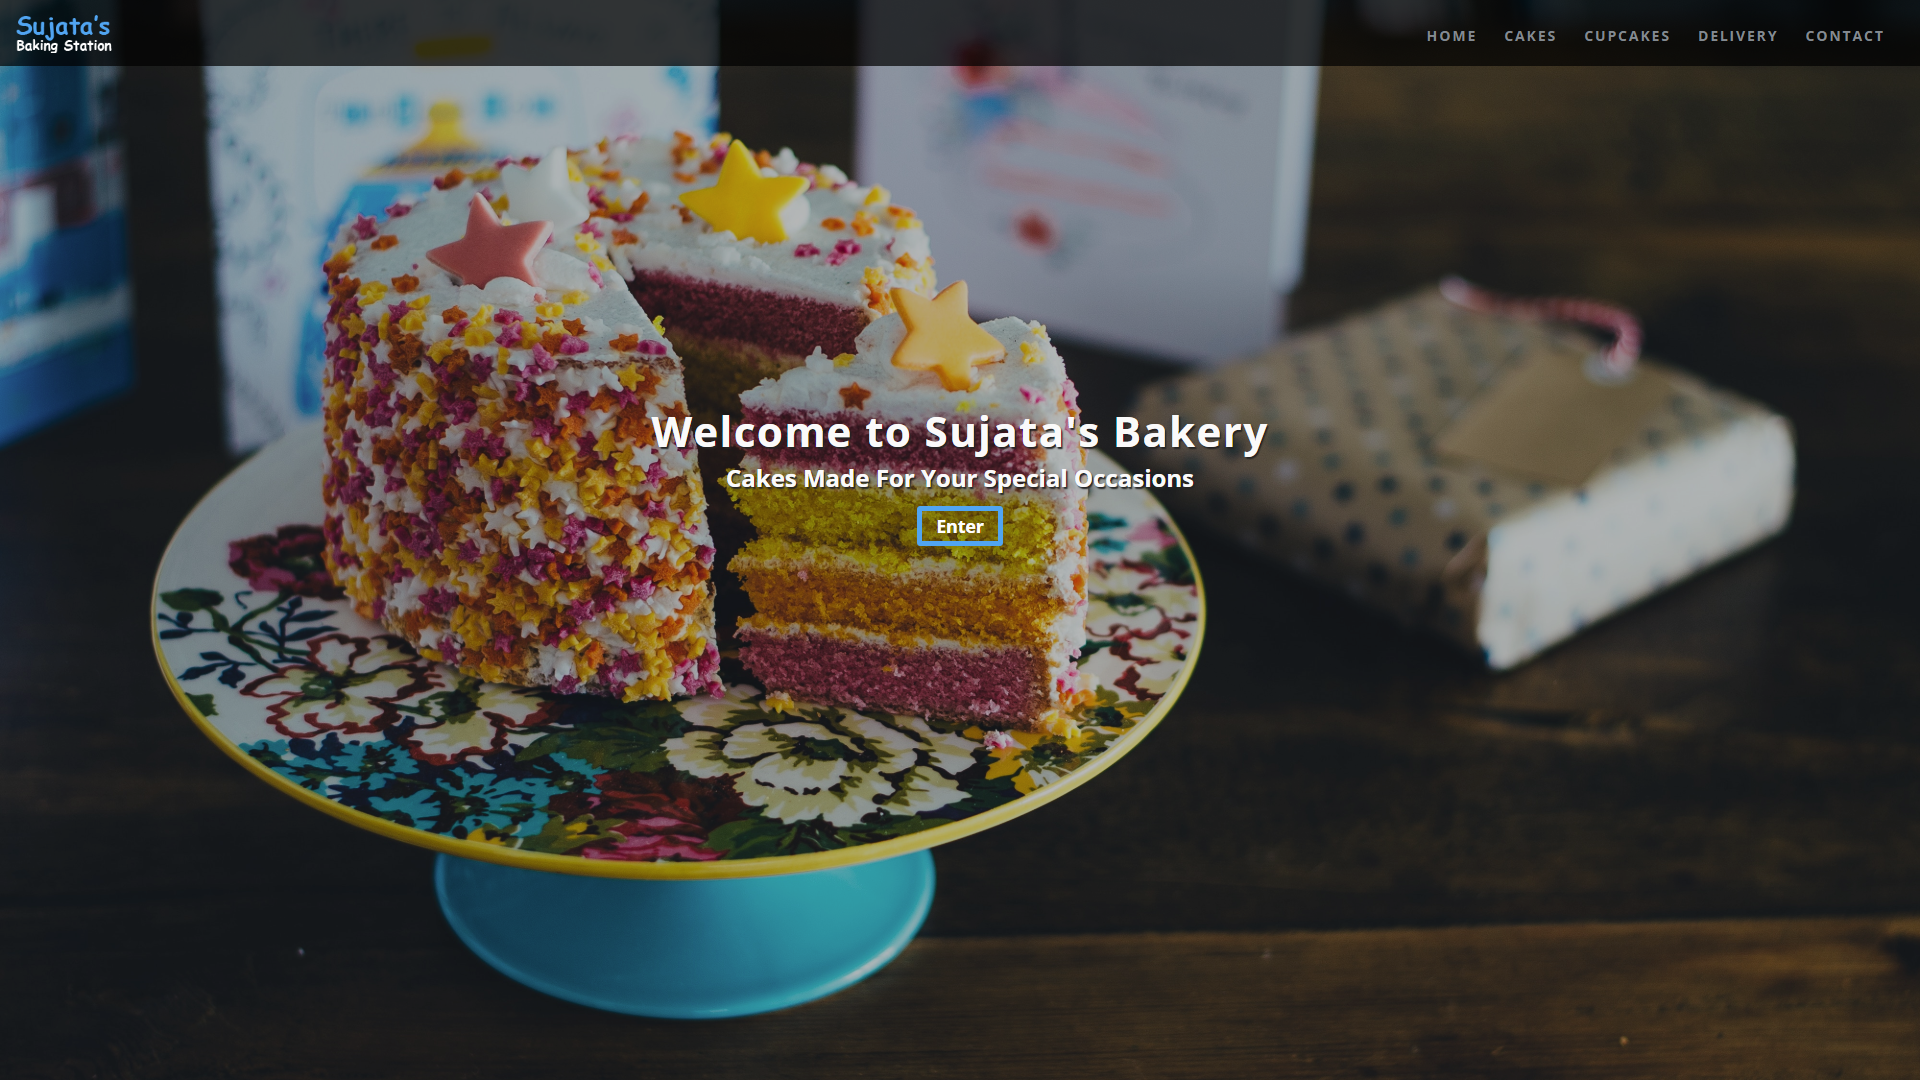 Sujata's
Baking Station
HOME CAKES CUPCAKES DELIVERY CONTACT
Welcome to Sujata's Bakery
Cakes Made For Your Special Occasions
Enter